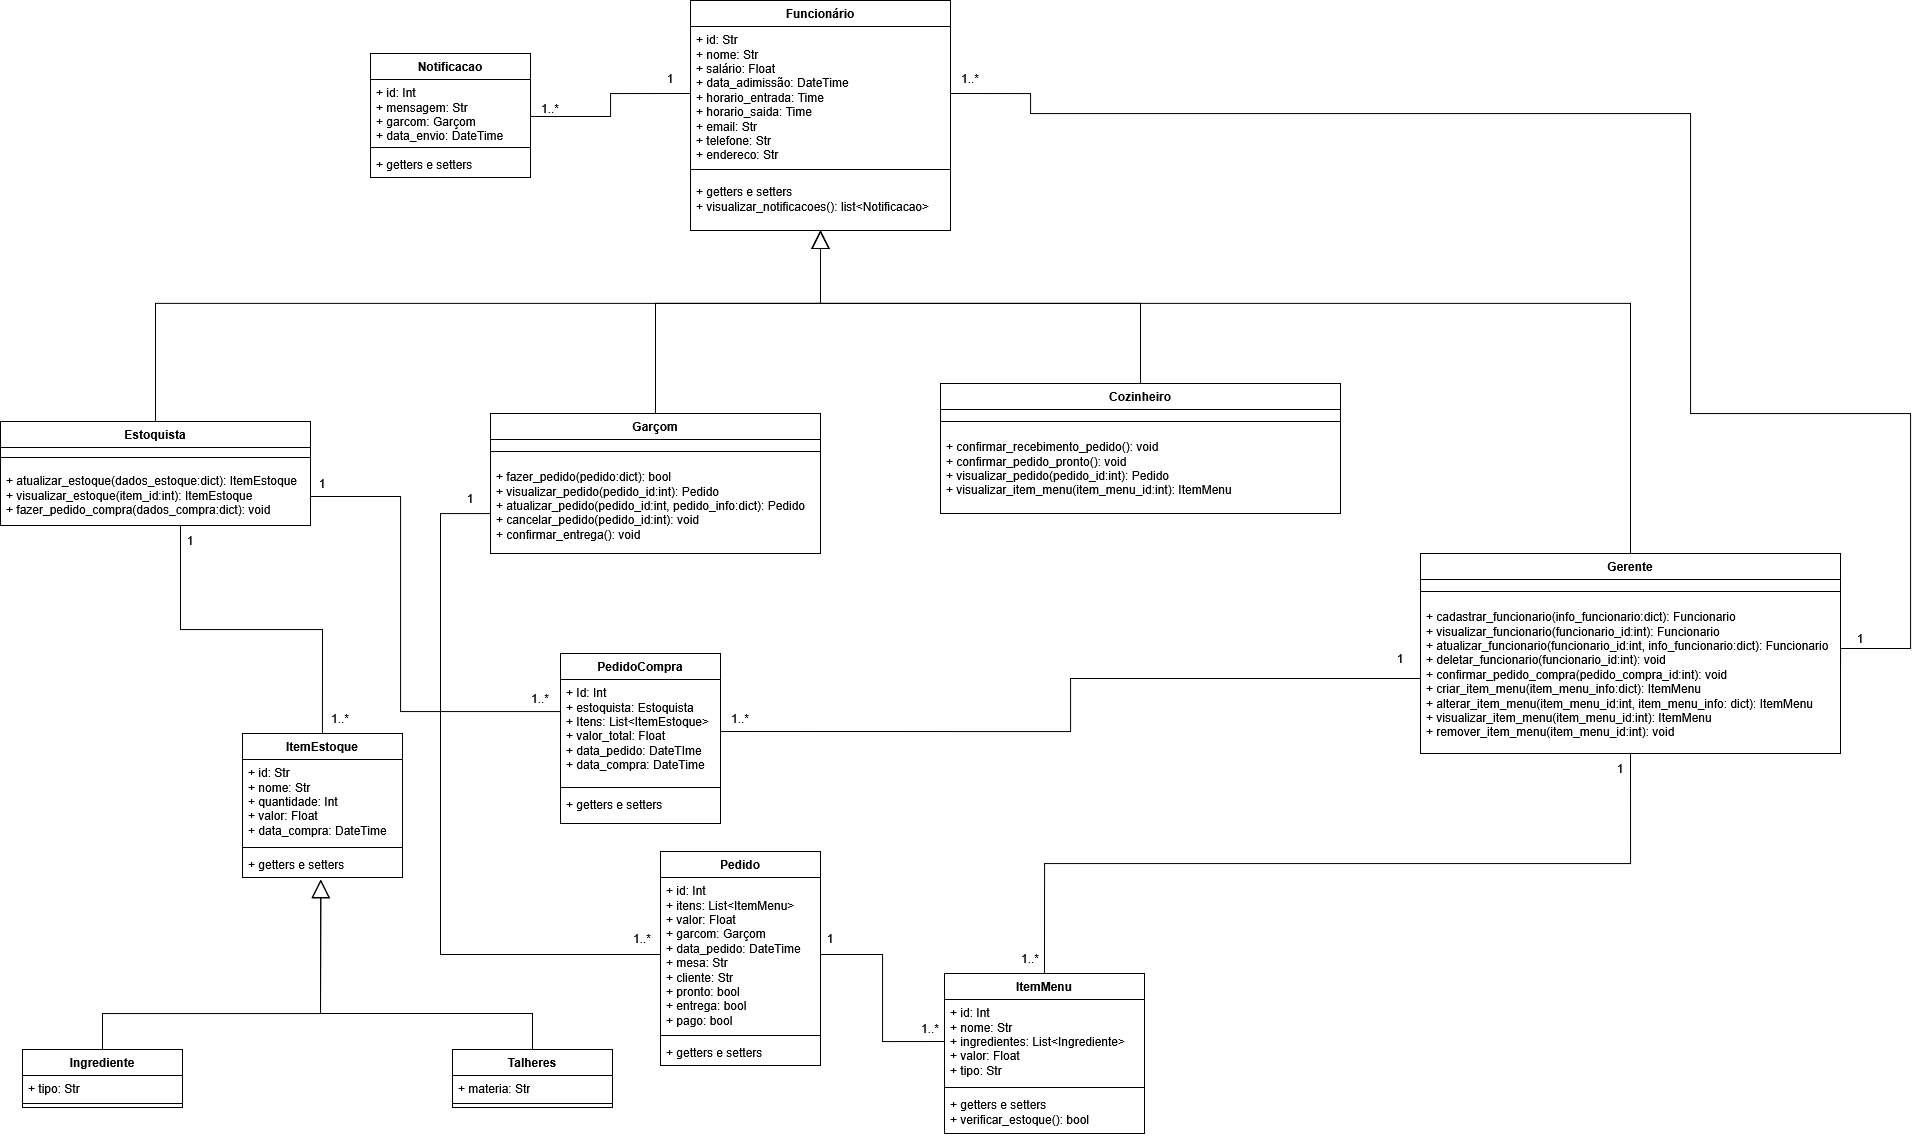 Funcionário
+ id: Str
+ nome: Str
+ salário: Float
+ data_adimissão: DateTime
+ horario_entrada: Time
+ horario_saida: Time
+ email: Str
+ telefone: Str
+ endereco: Str
+ getters e setters
+ visualizar_notificacoes(): list<Notificacao>
Notificacao
+ id: Int
+ mensagem: Str
+ garcom: Garçom
+ data_envio: DateTime
+ getters e setters
1..*
1
1..*
Estoquista
+ atualizar_estoque(dados_estoque:dict): ItemEstoque
+ visualizar_estoque(item_id:int): ItemEstoque
+ fazer_pedido_compra(dados_compra:dict): void
1
1
Garçom
+ fazer_pedido(pedido:dict): bool
+ visualizar_pedido(pedido_id:int): Pedido
+ atualizar_pedido(pedido_id:int, pedido_info:dict): Pedido
+ cancelar_pedido(pedido_id:int): void
+ confirmar_entrega(): void
1
Cozinheiro
+ confirmar_recebimento_pedido(): void
+ confirmar_pedido_pronto(): void
+ visualizar_pedido(pedido_id:int): Pedido
+ visualizar_item_menu(item_menu_id:int): ItemMenu
Gerente
+ cadastrar_funcionario(info_funcionario:dict): Funcionario
+ visualizar_funcionario(funcionario_id:int): Funcionario
+ atualizar_funcionario(funcionario_id:int, info_funcionario:dict): Funcionario
+ deletar_funcionario(funcionario_id:int): void
+ confirmar_pedido_compra(pedido_compra_id:int): void
+ criar_item_menu(item_menu_info:dict): ItemMenu
+ alterar_item_menu(item_menu_id:int, item_menu_info: dict): ItemMenu
+ visualizar_item_menu(item_menu_id:int): ItemMenu
+ remover_item_menu(item_menu_id:int): void
1
1
1
PedidoCompra
+ Id: Int
+ estoquista: Estoquista
+ Itens: List<ItemEstoque>
+ valor_total: Float
+ data_pedido: DateTIme
+ data_compra: DateTime
+ getters e setters
1..*
1..*
1..*
ItemEstoque
+ id: Str
+ nome: Str
+ quantidade: Int
+ valor: Float
+ data_compra: DateTime
+ getters e setters
Pedido
+ id: Int
+ itens: List<ItemMenu>
+ valor: Float
+ garcom: Garçom
+ data_pedido: DateTime
+ mesa: Str
+ cliente: Str
+ pronto: bool
+ entrega: bool
+ pago: bool
+ getters e setters
1..*
1
1..*
1..*
ItemMenu
+ id: Int
+ nome: Str
+ ingredientes: List<Ingrediente>
+ valor: Float
+ tipo: Str
+ getters e setters
+ verificar_estoque(): bool
Ingrediente
+ tipo: Str
Talheres
+ materia: Str